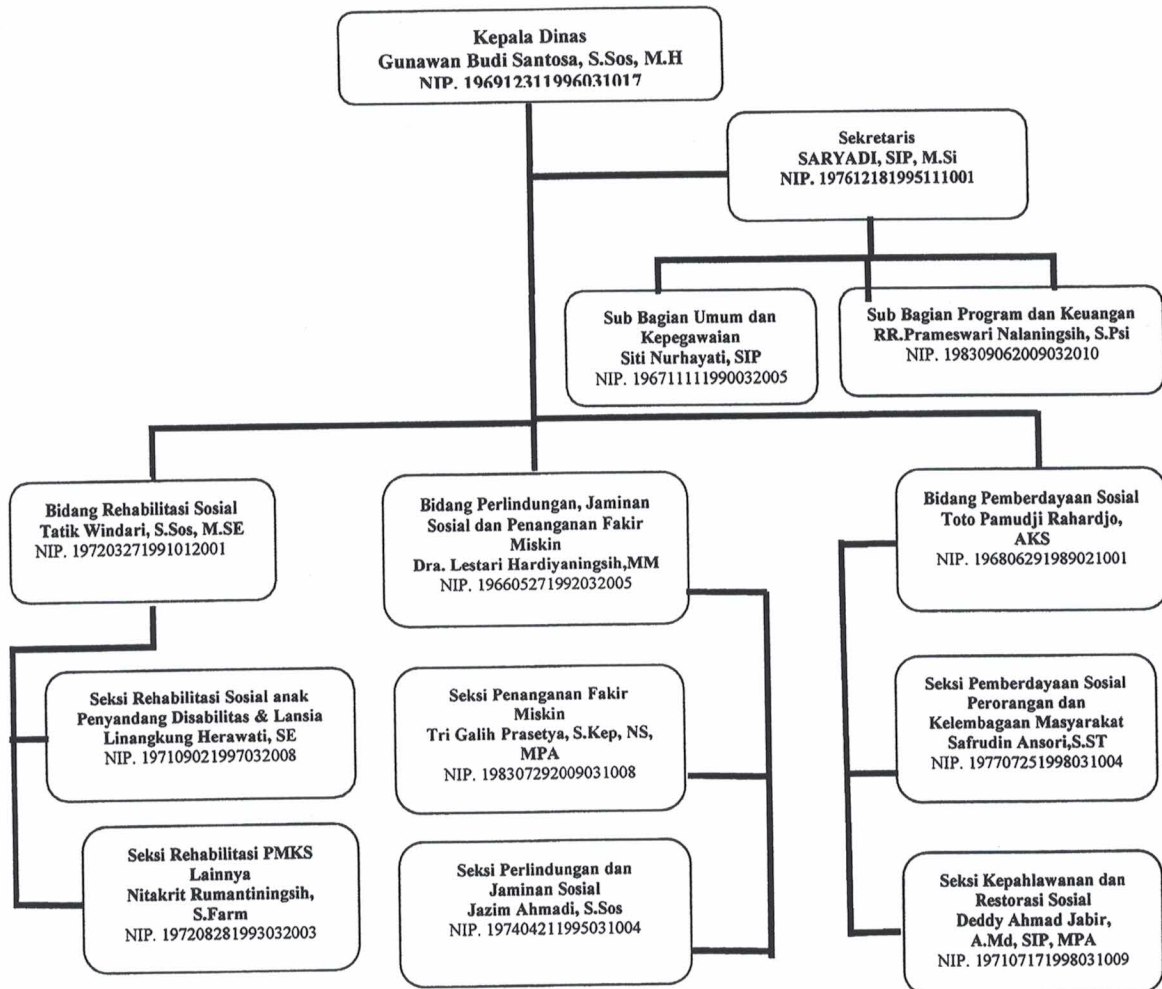 Kepala Dinas
Gunawan Budi Santosa, S.Sos, M.H
NIP. 196912311996031017
Sekretaris
SARYADI, SIP, M.Si
NIP. 197612181995111001
Sub Bagian Umum dan
Kepegawaian
Siti Nurhayati, SIP
NIP. 196711111990032005
Sub Bagian Program dan Keuangan
RR.Prameswari Nalaningsih, S.Psi
NIP. 198309062009032010
Bidang Rehabilitasi Sosial
Tatik Windari, S.Sos, M.SE
NIP. 197203271991012001
Bidang Perlindungan, Jaminan
Sosial dan Penanganan Fakir
Miskin
Dra. Lestari Hardiyaningsih,MM
NIP. 196605271992032005
Bidang Pemberdayaan Sosial
Toto Pamudji Rahardjo,
AKS
NIP. 196806291989021001
Seksi Rehabilitasi Sosial anak
Penyandang Disabilitas & Lansia
Linangkung Herawati, SE
NIP. 197109021997032008
Seksi Penanganan Fakir
Miskin
Tri Galih Prasetya, S.Kep, NS,
MPA
NIP. 198307292009031008
Seksi Pemberdayaan Sosial
Perorangan dan
Kelembagaan Masyarakat
Safrudin Ansori,S.ST
NIP. 197707251998031004
Seksi Rehabilitasi PMKS
Lainnya
Nitakrit Rumantiningsih,
S.Farm
NIP. 197208281993032003
Seksi Perlindungan dan
Jaminan Sosial
Jazim Ahmadi, S.Sos
NIP. 197404211995031004
Seksi Kepahlawanan dan
Restorasi Sosial
Deddy Ahmad Jabir,
A.Md, SIP, MPA
NIP. 197107171998031009